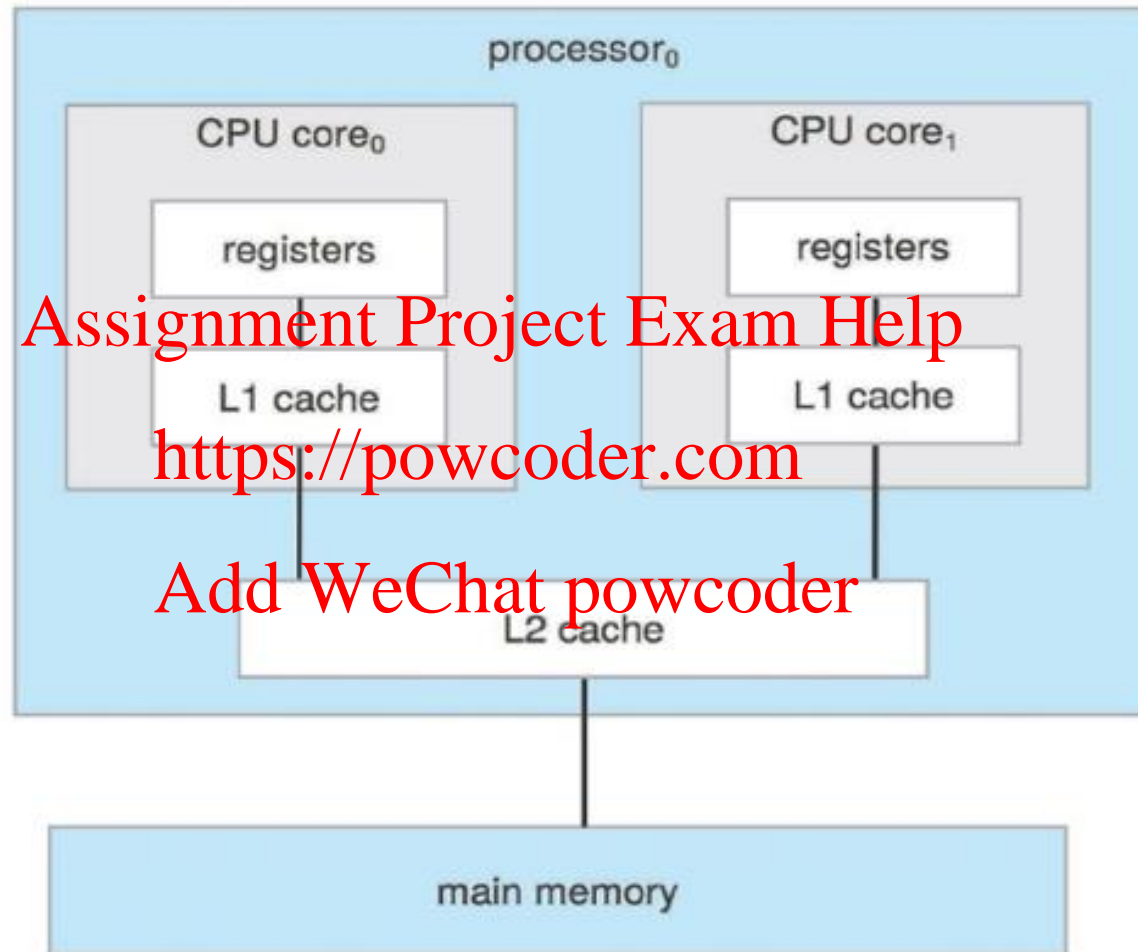 processor₀
CPU core₀ CPU core₁
registers registers
Assignment Project Exam Help
L1 cache L1 cache
https://powcoder.com
Add WeChat powcoder
L2 cache
main memory